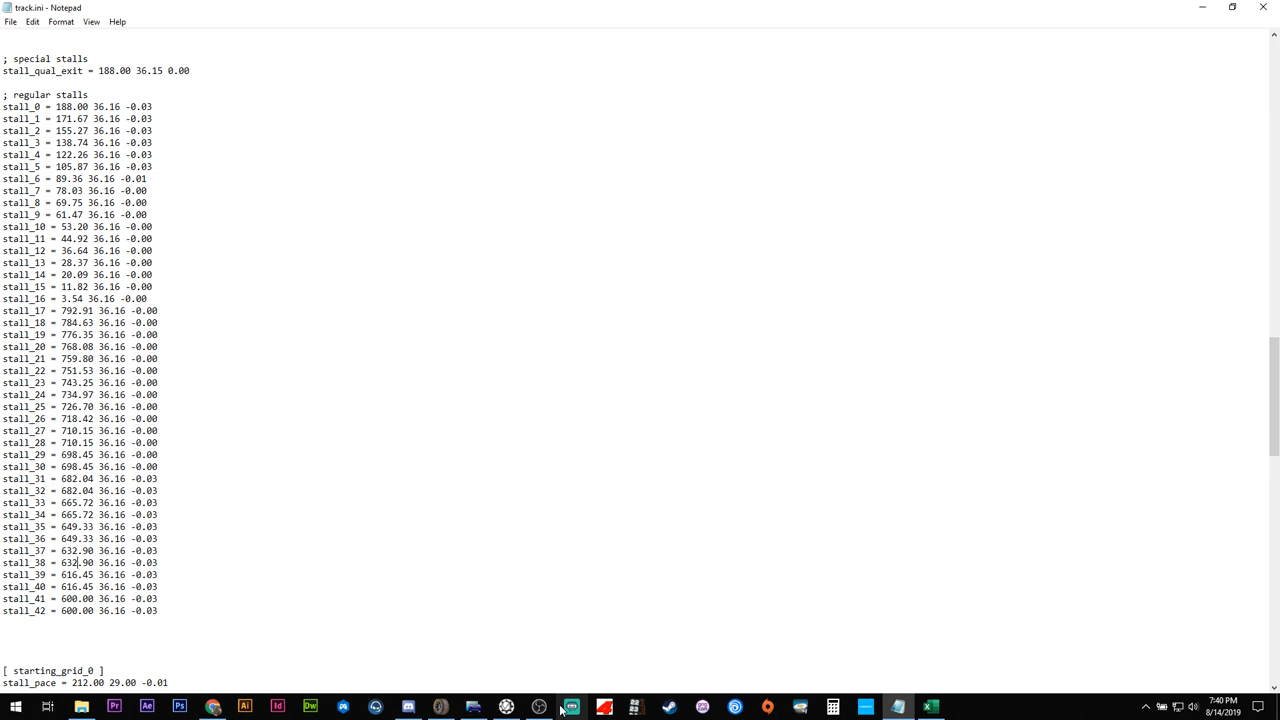 track.ini - Notepad
File Edit Format View Help
; special stalls
stall_qual_exit = 188.00 36.15 0.00
; regular stalls
stall_0 = 188.00 36.16 -0.03
stall_1 = 171.67 36.16 -0.03
stall_2 = 155.27 36.16 -0.03
stall_3 = 138.74 36.16 -0.03
stall_4 = 122.26 36.16 -0.03
stall_5 = 105.87 36.16 -0.03
stall_6 = 89.36 36.16 -0.01
stall_7 = 78.03 36.16 -0.00
stall_8 = 69.75 36.16 -0.00
stall_9 = 61.47 36.16 -0.00
stall_10 = 53.20 36.16 -0.00
stall_11 = 44.92 36.16 -0.00
stall_12 = 36.64 36.16 -0.00
stall_13 = 28.37 36.16 -0.00
stall_14 = 20.09 36.16 -0.00
stall_15 = 11.82 36.16 -0.00
stall_16 = 3.54 36.16 -0.00
stall_17 = 792.91 36.16 -0.00
stall_18 = 784.63 36.16 -0.00
stall_19 = 776.35 36.16 -0.00
stall_20 = 768.08 36.16 -0.00
stall_21 = 759.80 36.16 -0.00
stall_22 = 751.53 36.16 -0.00
stall_23 = 743.25 36.16 -0.00
stall_24 = 734.97 36.16 -0.00
stall_25 = 726.70 36.16 -0.00
stall_26 = 718.42 36.16 -0.00
stall_27 = 710.15 36.16 -0.00
stall_28 = 710.15 36.16 -0.00
stall_29 = 698.45 36.16 -0.00
stall_30 = 698.45 36.16 -0.00
stall_31 = 682.04 36.16 -0.03
stall_32 = 682.04 36.16 -0.03
stall_33 = 665.72 36.16 -0.03
stall_34 = 665.72 36.16 -0.03
stall_35 = 649.33 36.16 -0.03
stall_36 = 649.33 36.16 -0.03
stall_37 = 632.90 36.16 -0.03
stall_38 = 632.90 36.16 -0.03
stall_39 = 616.45 36.16 -0.03
stall_40 = 616.45 36.16 -0.03
stall_41 = 600.00 36.16 -0.03
stall_42 = 600.00 36.16 -0.03
[ starting_grid_0 ]
stall_pace = 212.00 29.00 -0.01
Pr Ae Ps Ai Id Dw
7:40 PM
8/14/2019